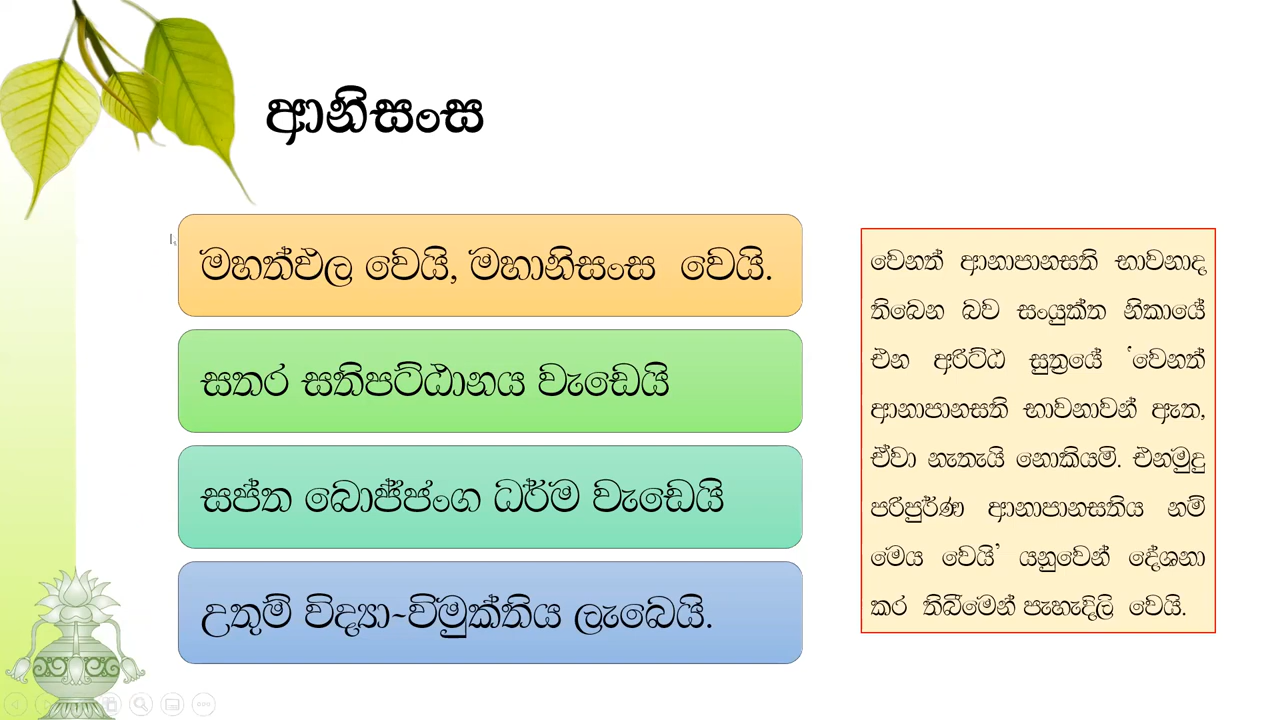 ආනිසංස
මහත්ඵල වෙයි, මහානිසංස වෙයි.
සතර සතිපට්ඨානය වැඩෙයි
සප්ත බොජ්ජංග ධර්ම වැඩෙයි
උතුම් විද්‍යා~විමුක්තිය ලැබෙයි.
වෙනත් ආනාපානසති භාවනාද
තිබෙන බව සංයුක්ත නිකායේ
එන අරිට්ඨ සුත්‍රයේ ‘වෙනත්
ආනාපානසති භාවනාවන් ඇත,
ඒවා නැතැයි නොකියමි. එනමුදු
පරිපුර්ණ ආනාපානසතිය නම්
මෙය වෙයි’ යනුවෙන් දේශනා
කර තිබීමෙන් පැහැදිලි වෙයි.